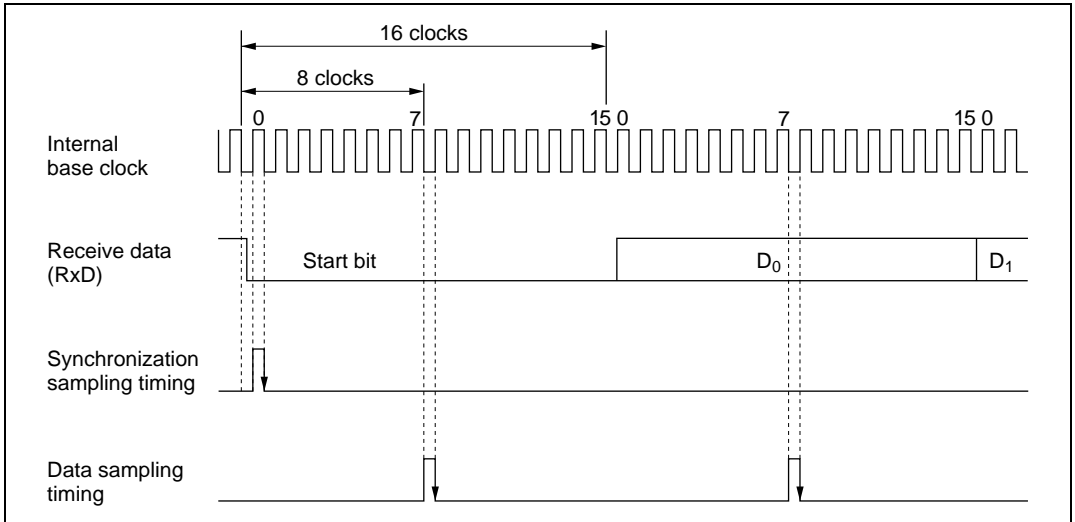 16 clocks
8 clocks
0 7 15 0 7 15 0
Internal
base clock
Receive data
(RxD)
Start bit D₀ D₁
Synchronization
sampling timing
Data sampling
timing